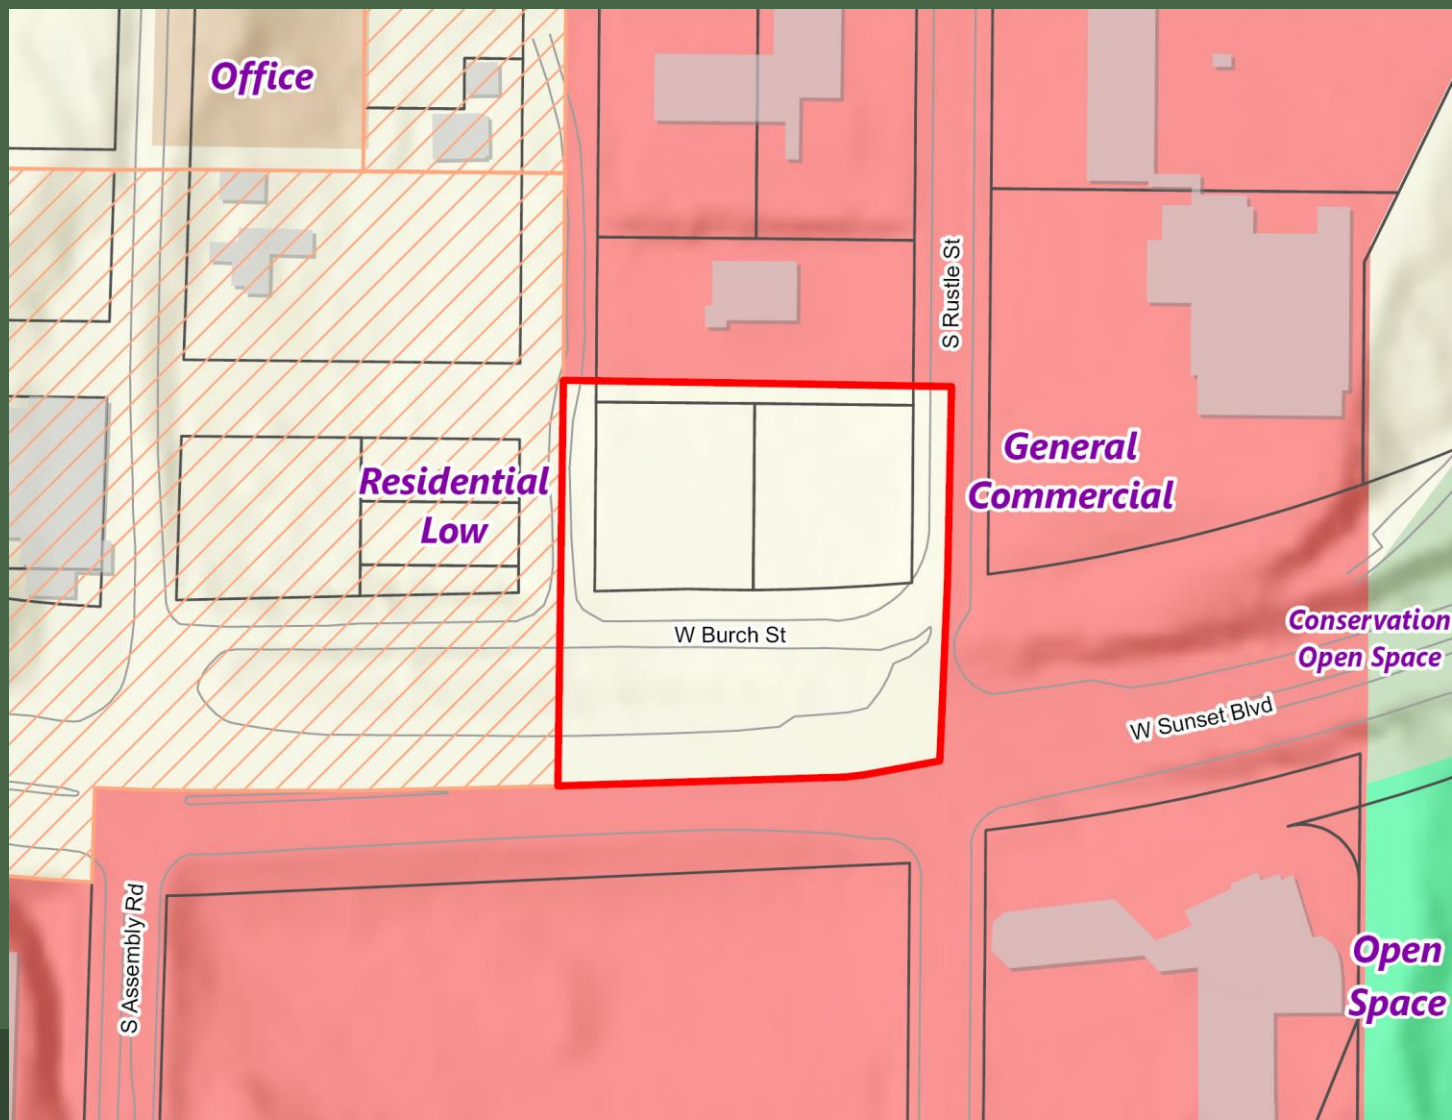 Office
S Rustle St
General
Commercial
Residential
Low
W Burch St
Conservation
Open Space
W Sunset Blvd
S Assembly Rd
Open
Space